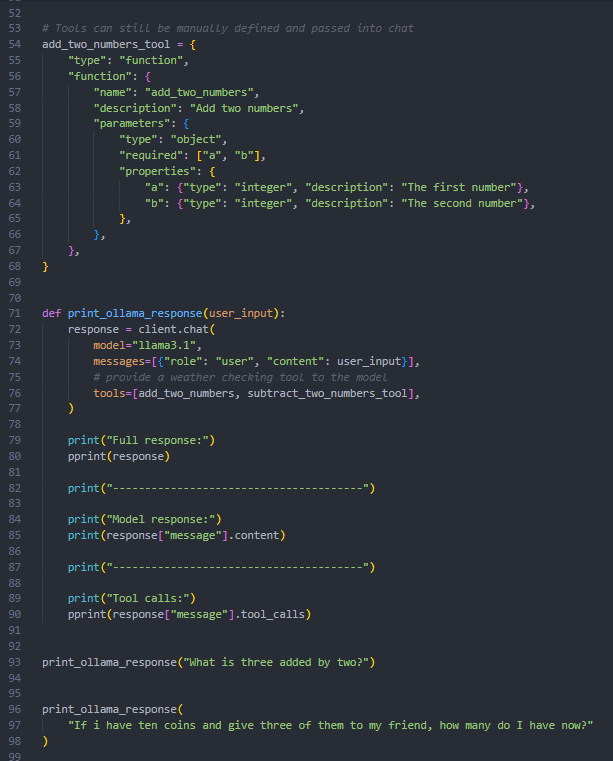 52
53 # Tools can still be manually defined and passed into chat
54 add_two_numbers_tool = {
55     "type": "function",
56     "function": {
57         "name": "add_two_numbers",
58         "description": "Add two numbers",
59         "parameters": {
60             "type": "object",
61             "required": ["a", "b"],
62             "properties": {
63                 "a": {"type": "integer", "description": "The first number"},
64                 "b": {"type": "integer", "description": "The second number"},
65             },
66         },
67     },
68 }
69
70
71 def print_ollama_response(user_input):
72     response = client.chat(
73         model="llama3.1",
74         messages=[{"role": "user", "content": user_input}],
75         # provide a weather checking tool to the model
76         tools=[add_two_numbers, subtract_two_numbers_tool],
77     )
78
79     print("Full response:")
80     pprint(response)
81
82     print("---------------------------------------")
83
84     print("Model response:")
85     print(response["message"].content)
86
87     print("---------------------------------------")
88
89     print("Tool calls:")
90     pprint(response["message"].tool_calls)
91
92
93 print_ollama_response("What is three added by two?")
94
95
96 print_ollama_response(
97     "If i have ten coins and give three of them to my friend, how many do I have now?"
98 )
99